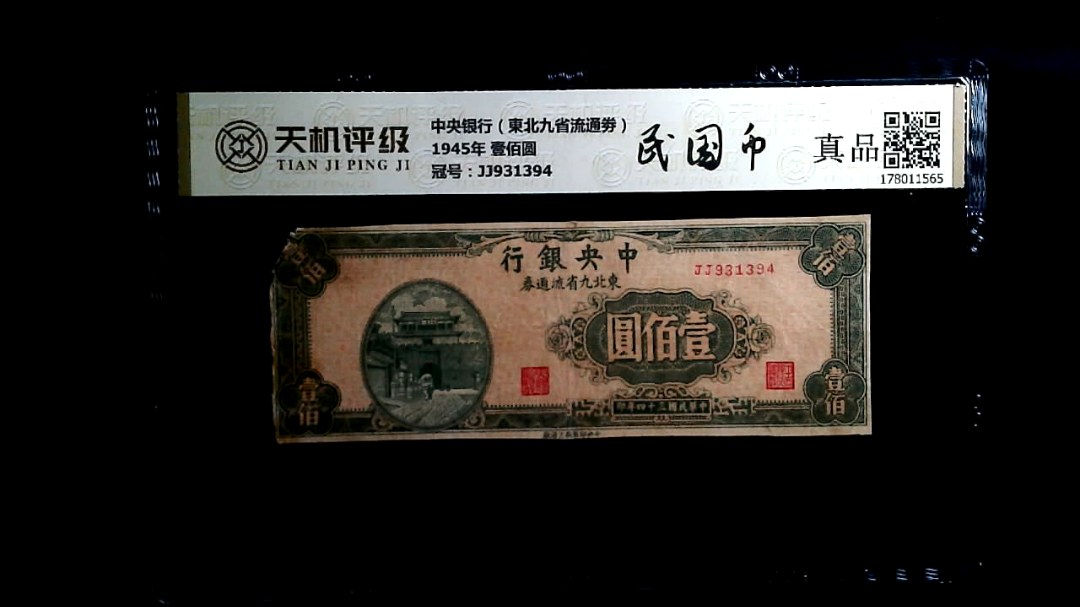 天机评级
TIAN JI PING JI
中央银行（東北九省流通券）
1945年 壹佰圆
冠号：JJ931394
民国币
真品
178011565
行銀央中
JJ931394
券通流省九北東
圓佰壹
壹佰
佰
壹佰
壹佰
印年四十三國民華中